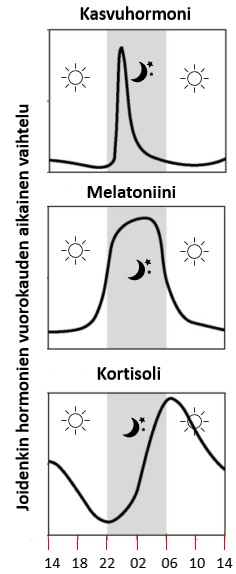 Joidenkin hormonien vuorokauden aikainen vaihtelu
Kasvuhormoni
Melatoniini
Kortisoli
14 18 22 02 06 10 14